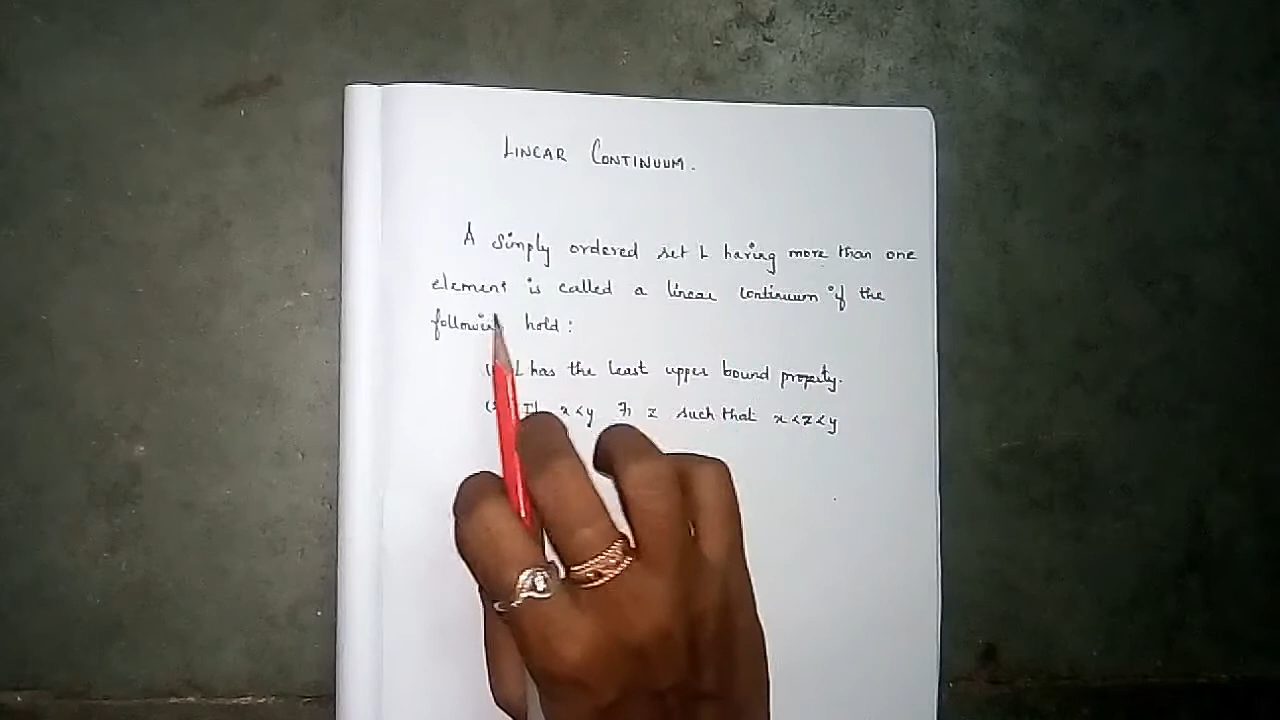 LINEAR CONTINUUM.
A simply ordered set L having more than one
element is called a linear continuum if the
hold :
L has the least upper bound property.
x < y ∃ z such that x < z < y